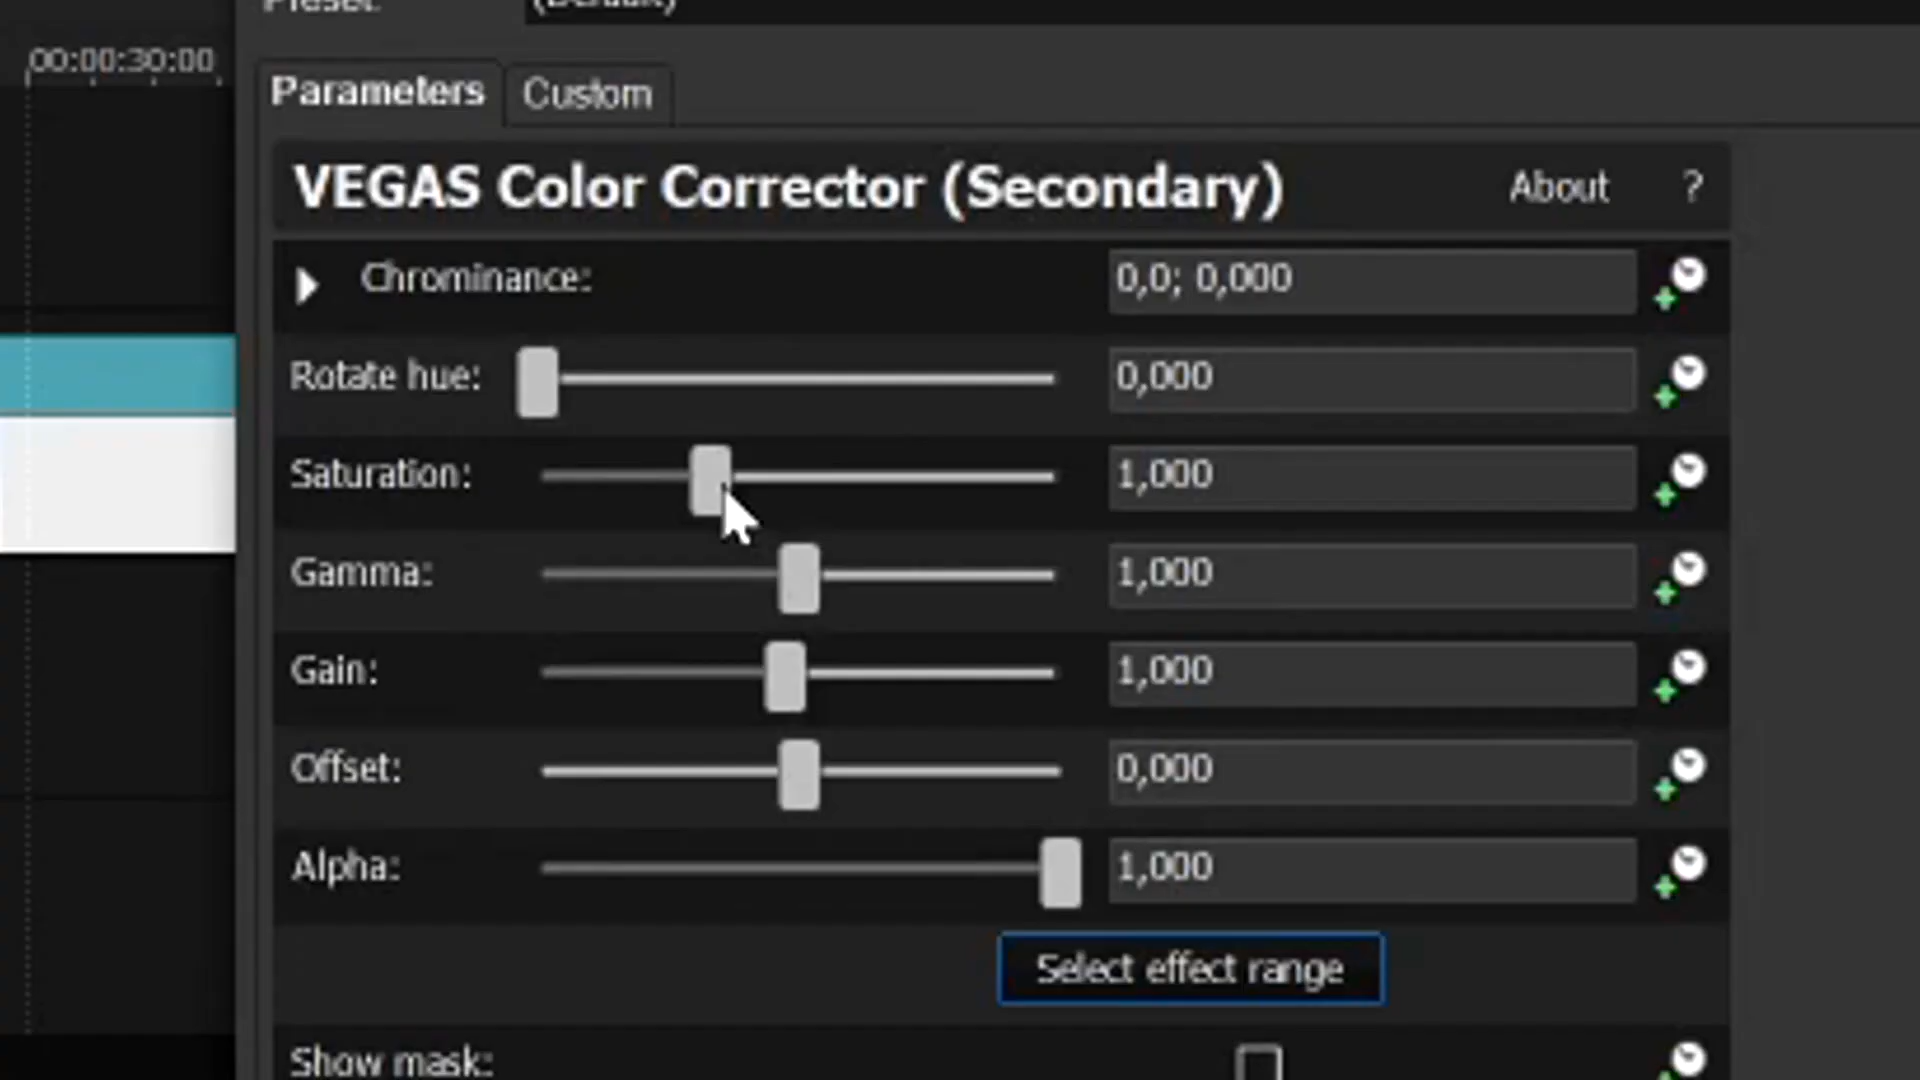 Preset: (Default)
00:00:30:00
Parameters Custom
VEGAS Color Corrector (Secondary) About ?
Chrominance: 0,0; 0,000
Rotate hue: 0,000
Saturation: 1,000
Gamma: 1,000
Gain: 1,000
Offset: 0,000
Alpha: 1,000
Select effect range
Show mask: